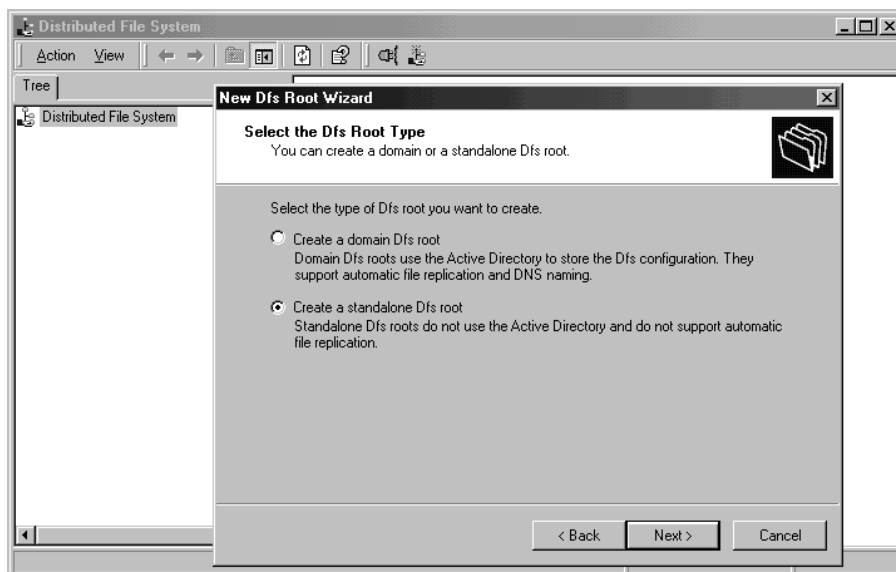 Distributed File System
Action View
Tree
Distributed File System
New Dfs Root Wizard
Select the Dfs Root Type
You can create a domain or a standalone Dfs root.
Select the type of Dfs root you want to create.
Create a domain Dfs root
Domain Dfs roots use the Active Directory to store the Dfs configuration. They
support automatic file replication and DNS naming.
Create a standalone Dfs root
Standalone Dfs roots do not use the Active Directory and do not support automatic
file replication.
< Back Next > Cancel